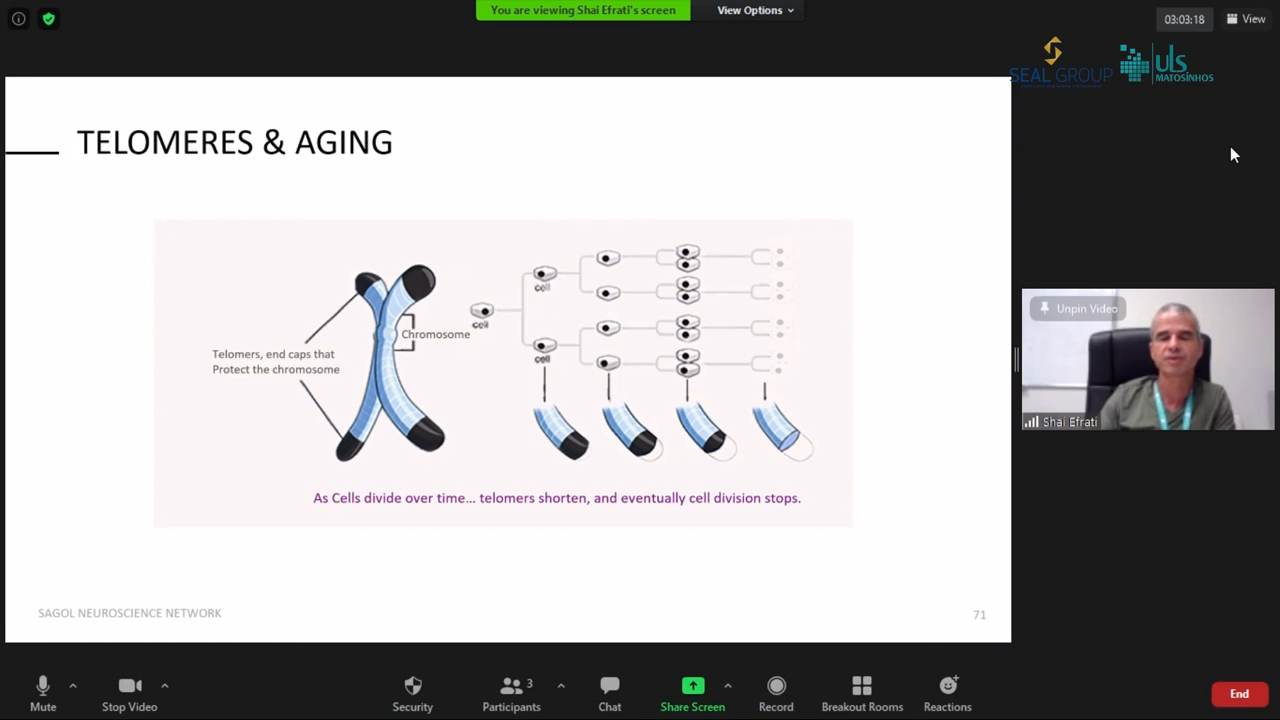 You are viewing Shai Efrati's screen
View Options
03:03:18
View
SEAL GROUP
uls
MATOSINHOS
TELOMERES & AGING
Telomers, end caps that
Protect the chromosome
Chromosome
cell
cell
cell
As Cells divide over time... telomers shorten, and eventually cell division stops.
SAGOL NEUROSCIENCE NETWORK
71
Unpin Video
Shai Efrati
Mute
Stop Video
Security
Participants
3
Chat
Share Screen
Record
Breakout Rooms
Reactions
End